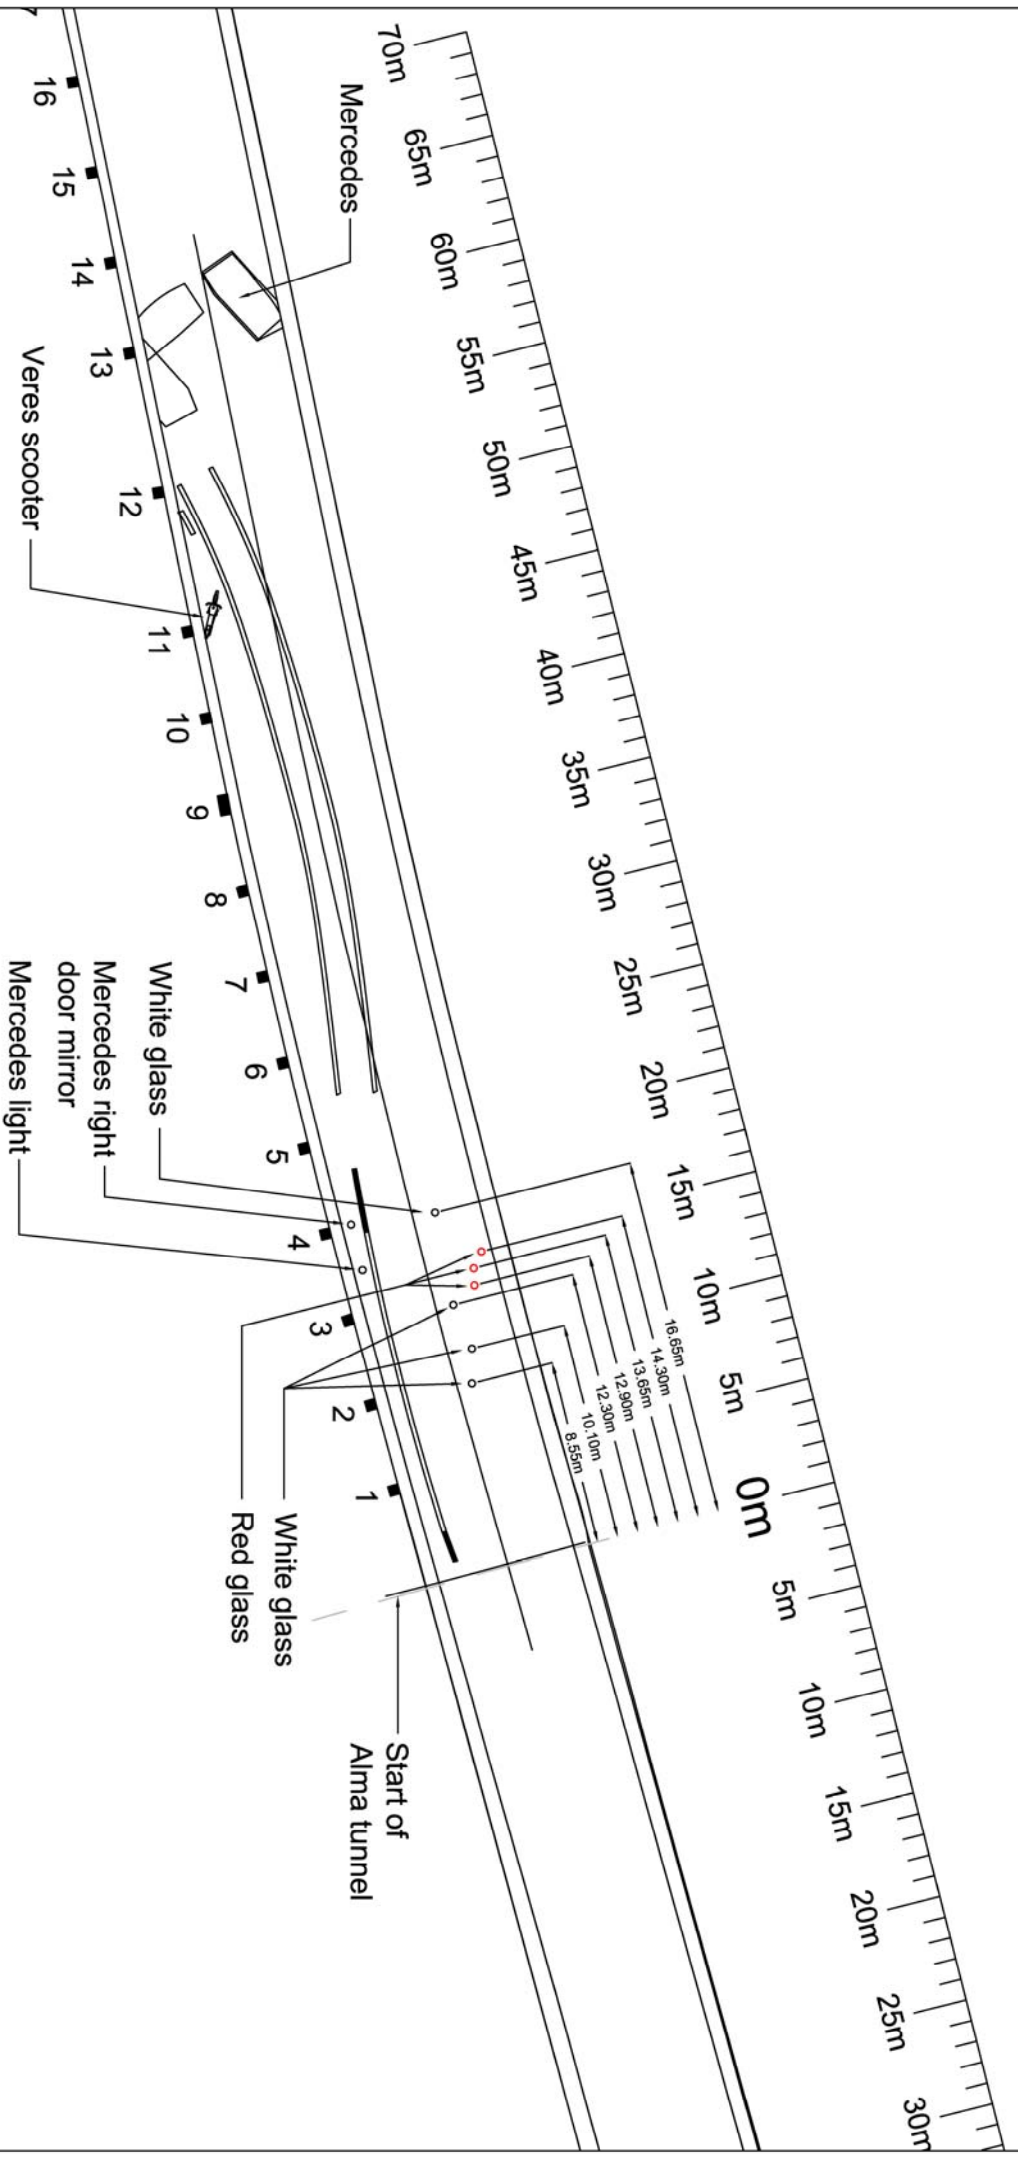 70m
65m
60m
55m
50m
45m
40m
35m
30m
25m
20m
15m
10m
5m
0m
5m
10m
15m
20m
25m
30m
16.65m
14.30m
13.65m
12.90m
12.30m
10.10m
8.55m
Mercedes
Veres scooter
16
15
14
13
12
11
10
9
8
7
6
5
4
3
2
1
White glass
Mercedes right
door mirror
Mercedes light
White glass
Red glass
Start of
Alma tunnel